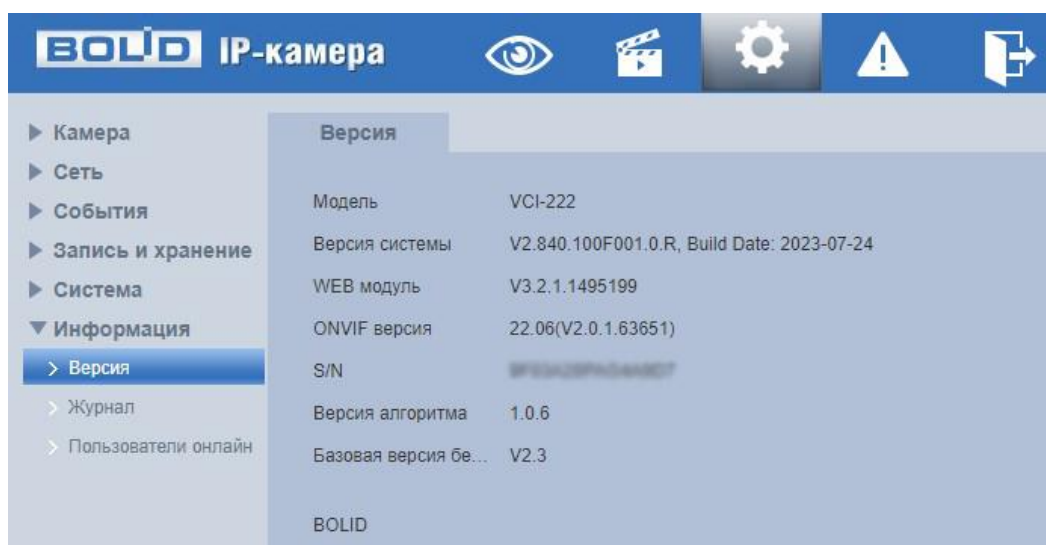 BOLID IP-камера
Камера
Сеть
События
Запись и хранение
Система
Информация
Версия
Журнал
Пользователи онлайн
Версия
Модель VCI-222
Версия системы V2.840.100F001.0.R, Build Date: 2023-07-24
WEB модуль V3.2.1.1495199
ONVIF версия 22.06(V2.0.1.63651)
S/N
Версия алгоритма 1.0.6
Базовая версия бе... V2.3
BOLID